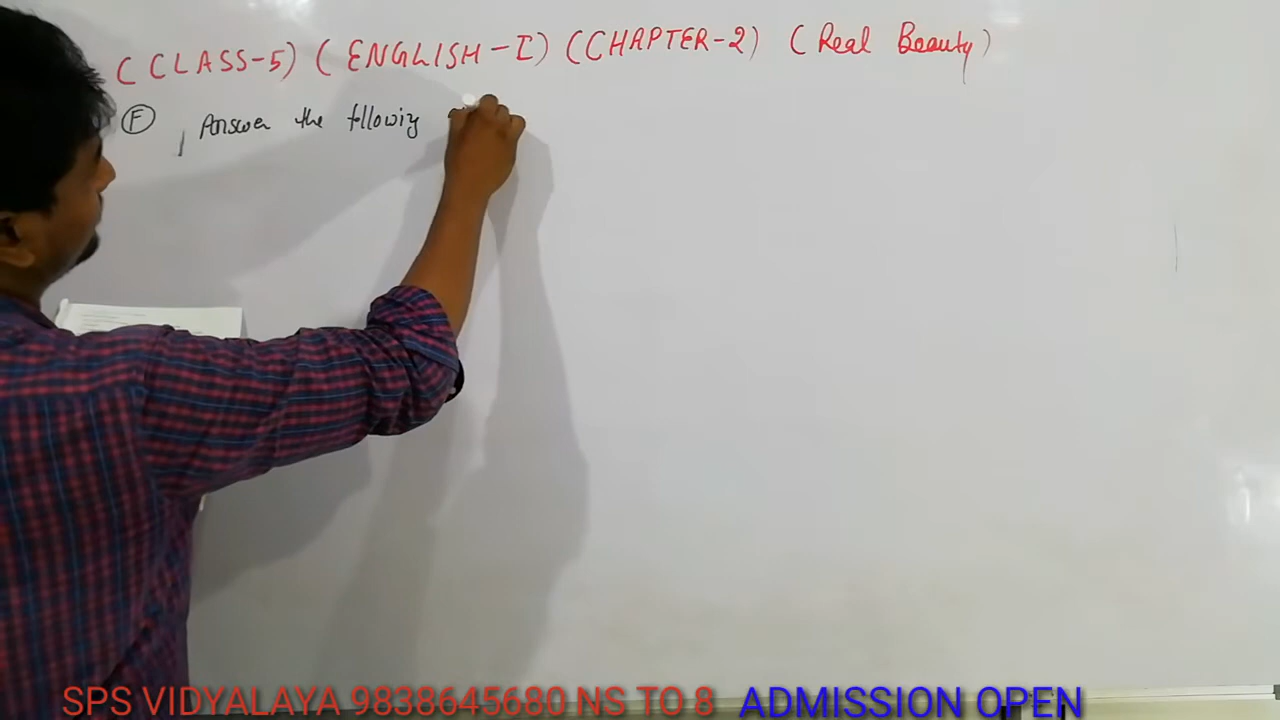 (CLASS-5) (ENGLISH-I) (CHAPTER-2) (Real Beauty)
F, Answer the following
SPS VIDYALAYA 9838645680 NS TO 8 ADMISSION OPEN